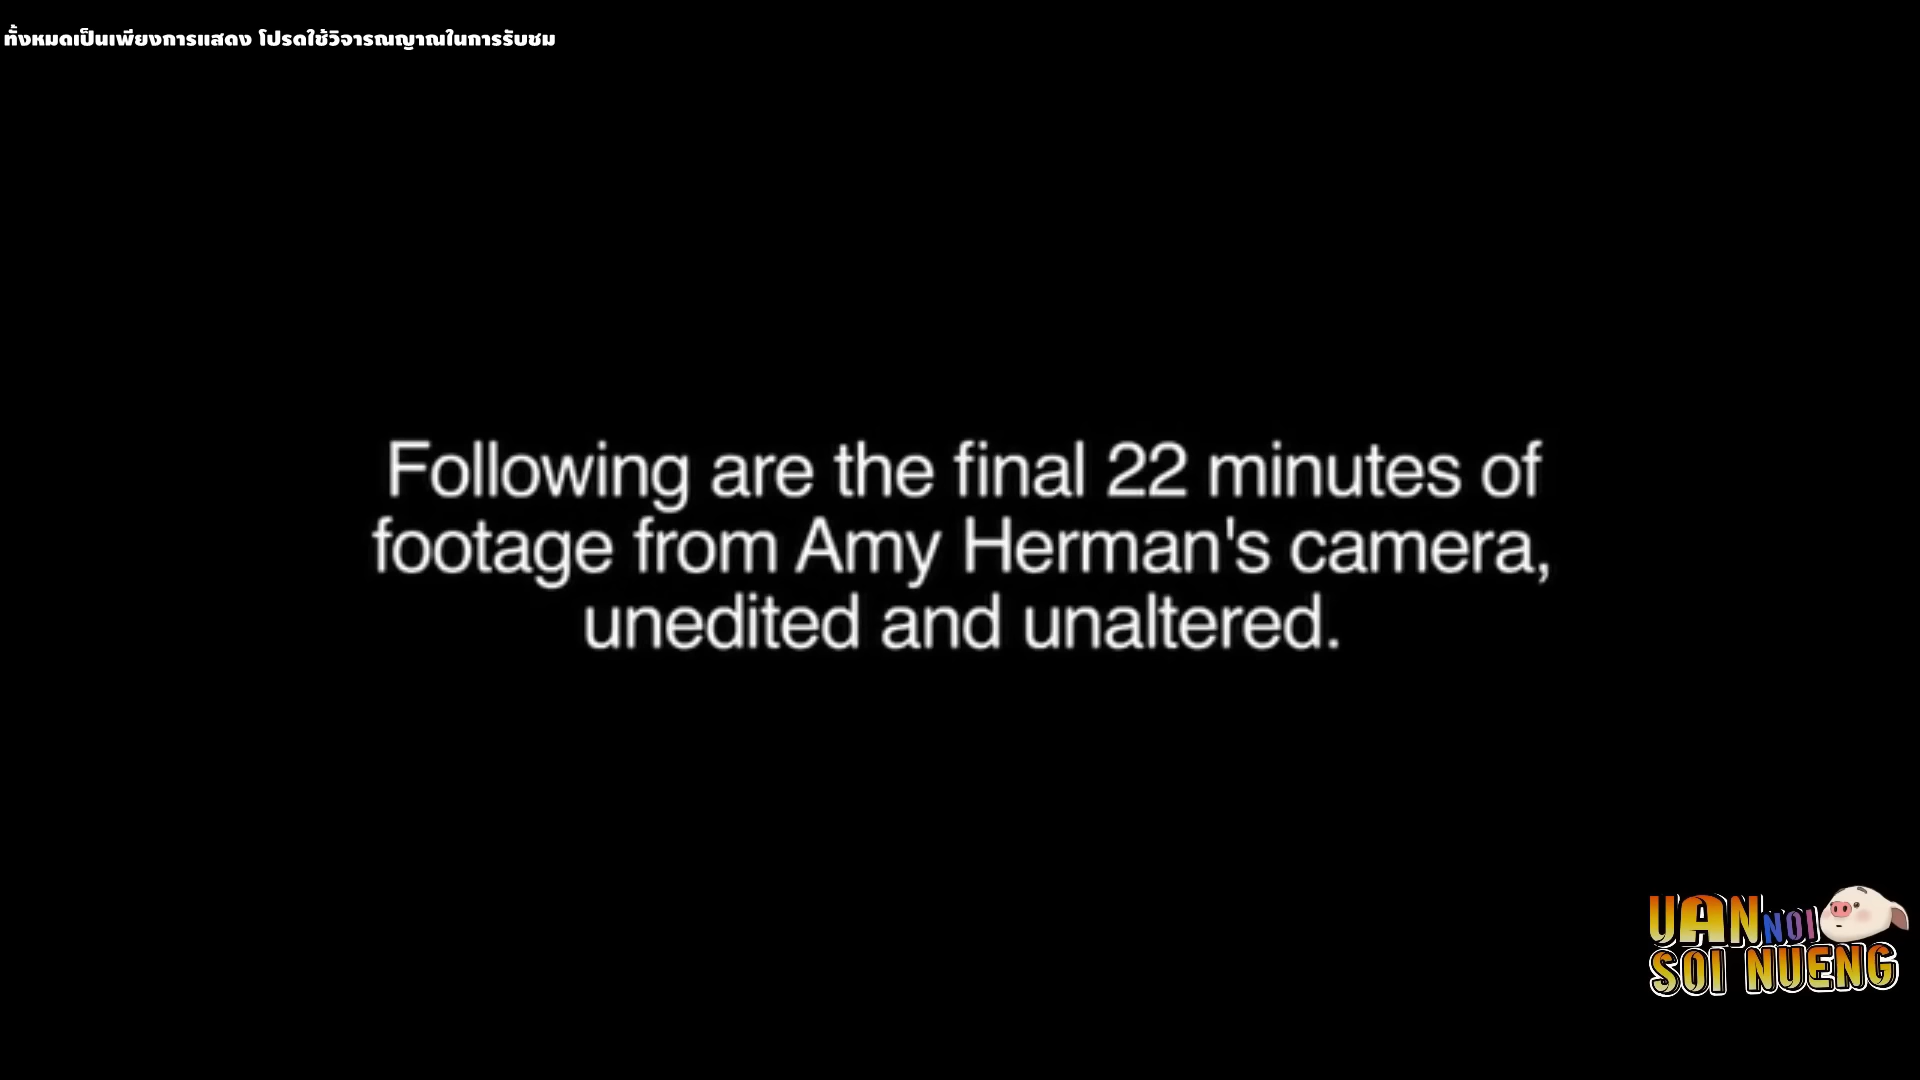 ทั้งหมดเป็นเพียงการแสดง โปรดใช้วิจารณญาณในการรับชม
Following are the final 22 minutes of
footage from Amy Herman's camera,
unedited and unaltered.
UAN NOI
SOI NUENG